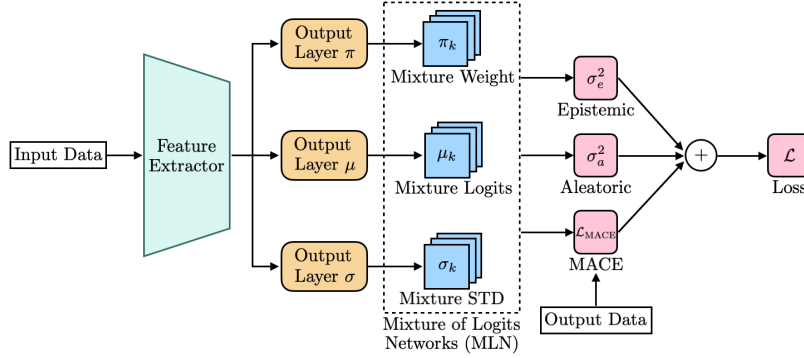 Input Data
Feature
Extractor
Output
Layer π
Output
Layer μ
Output
Layer σ
π_k
Mixture Weight
μ_k
Mixture Logits
σ_k
Mixture STD
Mixture of Logits
Networks (MLN)
σ_e^2
Epistemic
σ_a^2
Aleatoric
ℒ_MACE
MACE
Output Data
+
ℒ
Loss